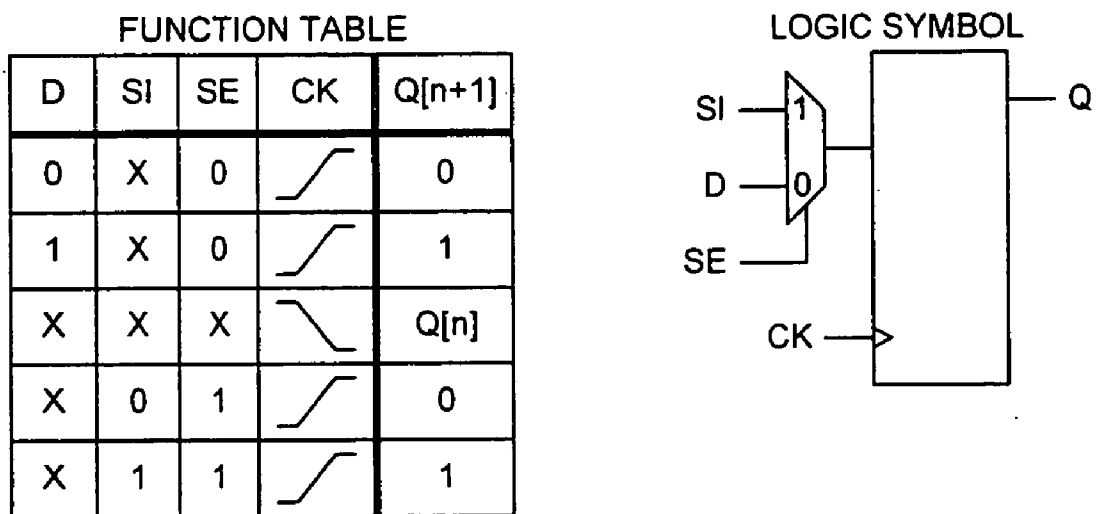 FUNCTION TABLE
D SI SE CK Q[n+1]
0 X 0 0
1 X 0 1
X X X Q[n]
X 0 1 0
X 1 1 1
LOGIC SYMBOL
SI 1 Q
D 0
SE
CK